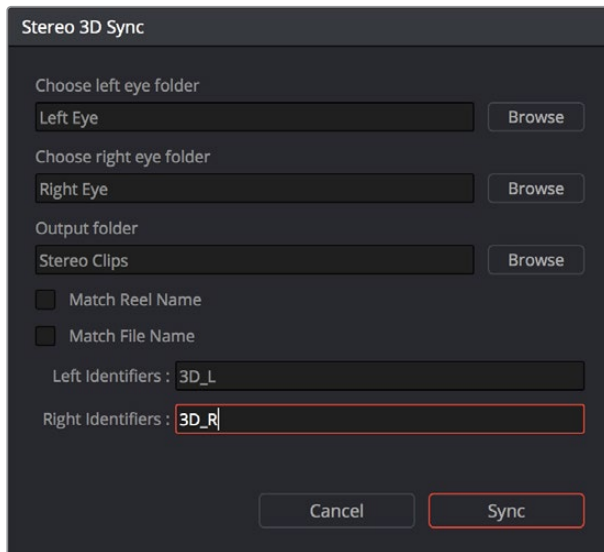 Stereo 3D Sync
Choose left eye folder
Left Eye Browse
Choose right eye folder
Right Eye Browse
Output folder
Stereo Clips Browse
Match Reel Name
Match File Name
Left Identifiers : 3D_L
Right Identifiers : 3D_R
Cancel Sync